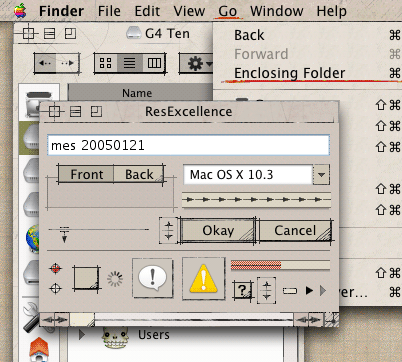 Finder File Edit View Go Window Help
G4 Ten
Back
Forward
Enclosing Folder
Name
ResExcellence
mes 20050121
Front Back
Mac OS X 10.3
Okay Cancel
?
ver...
Users